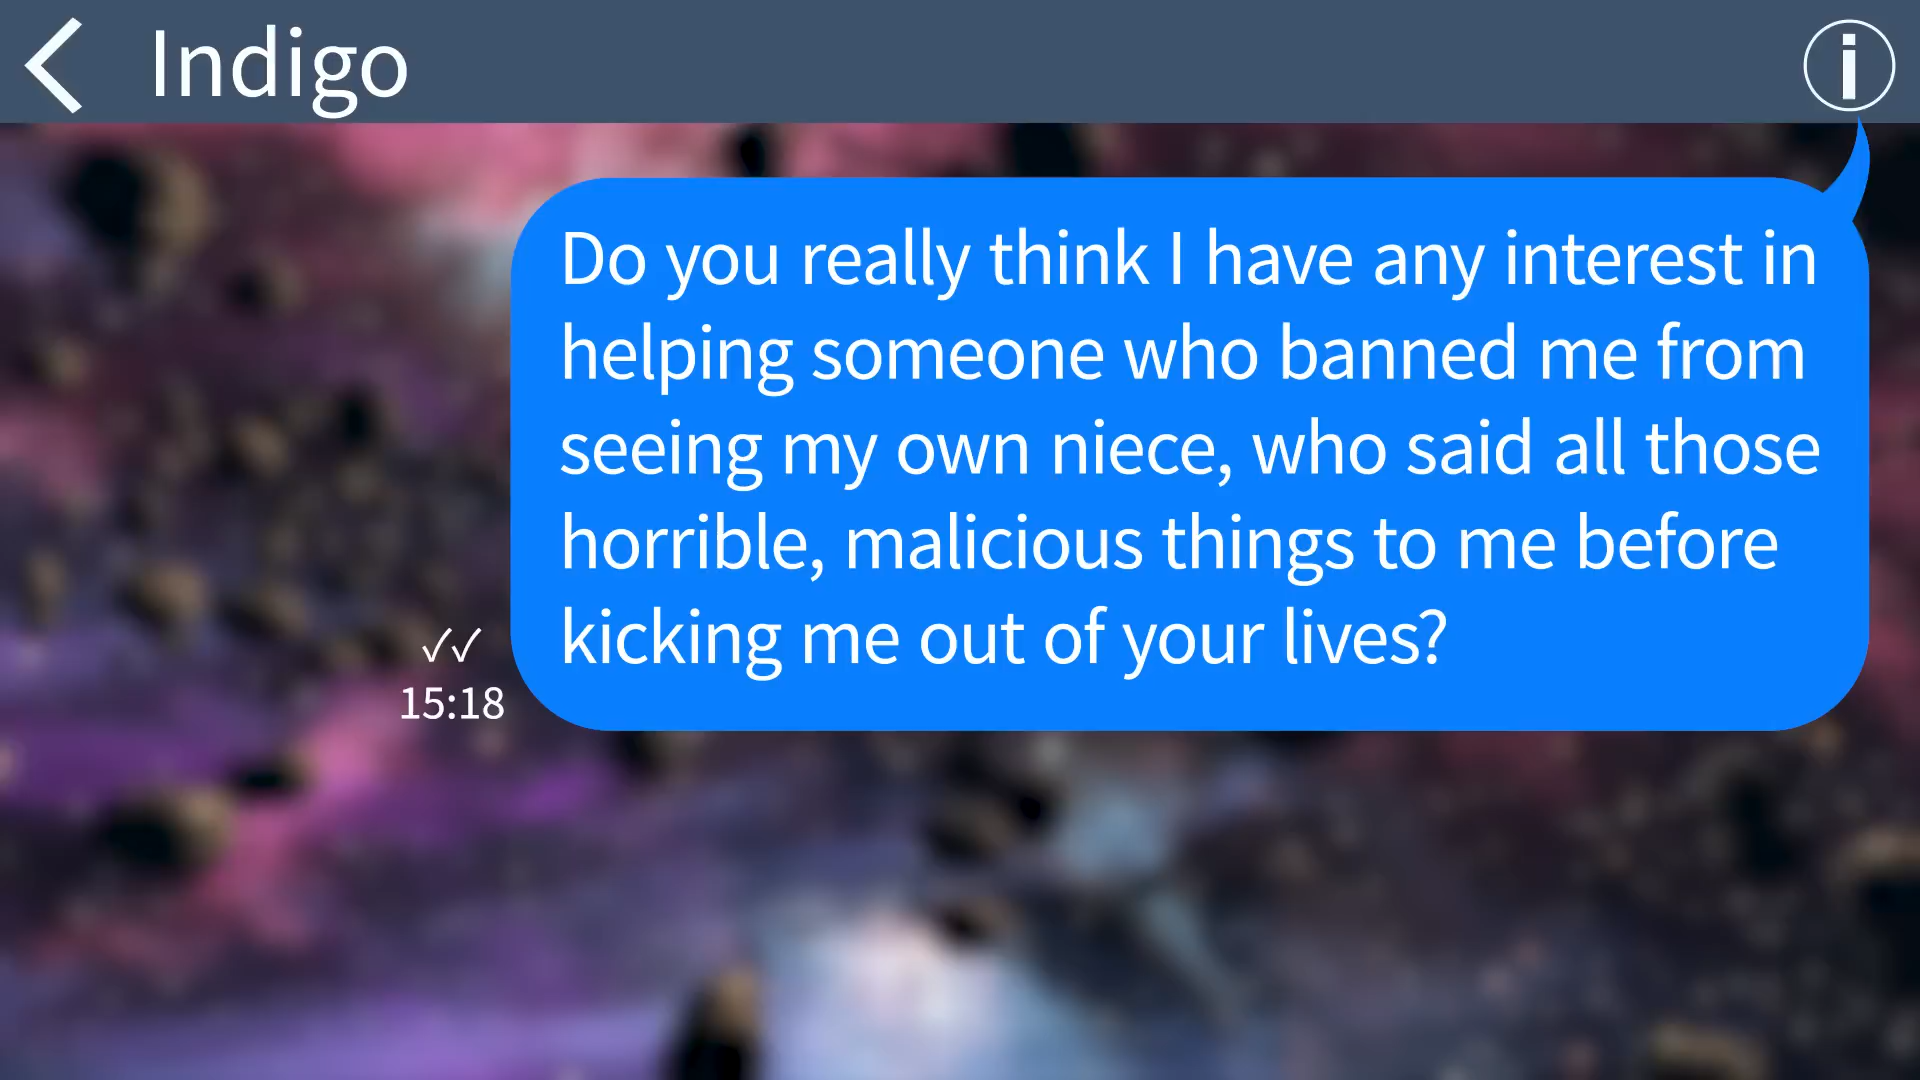 Indigo
i
Do you really think I have any interest in
helping someone who banned me from
seeing my own niece, who said all those
horrible, malicious things to me before
kicking me out of your lives?
✓✓
15:18